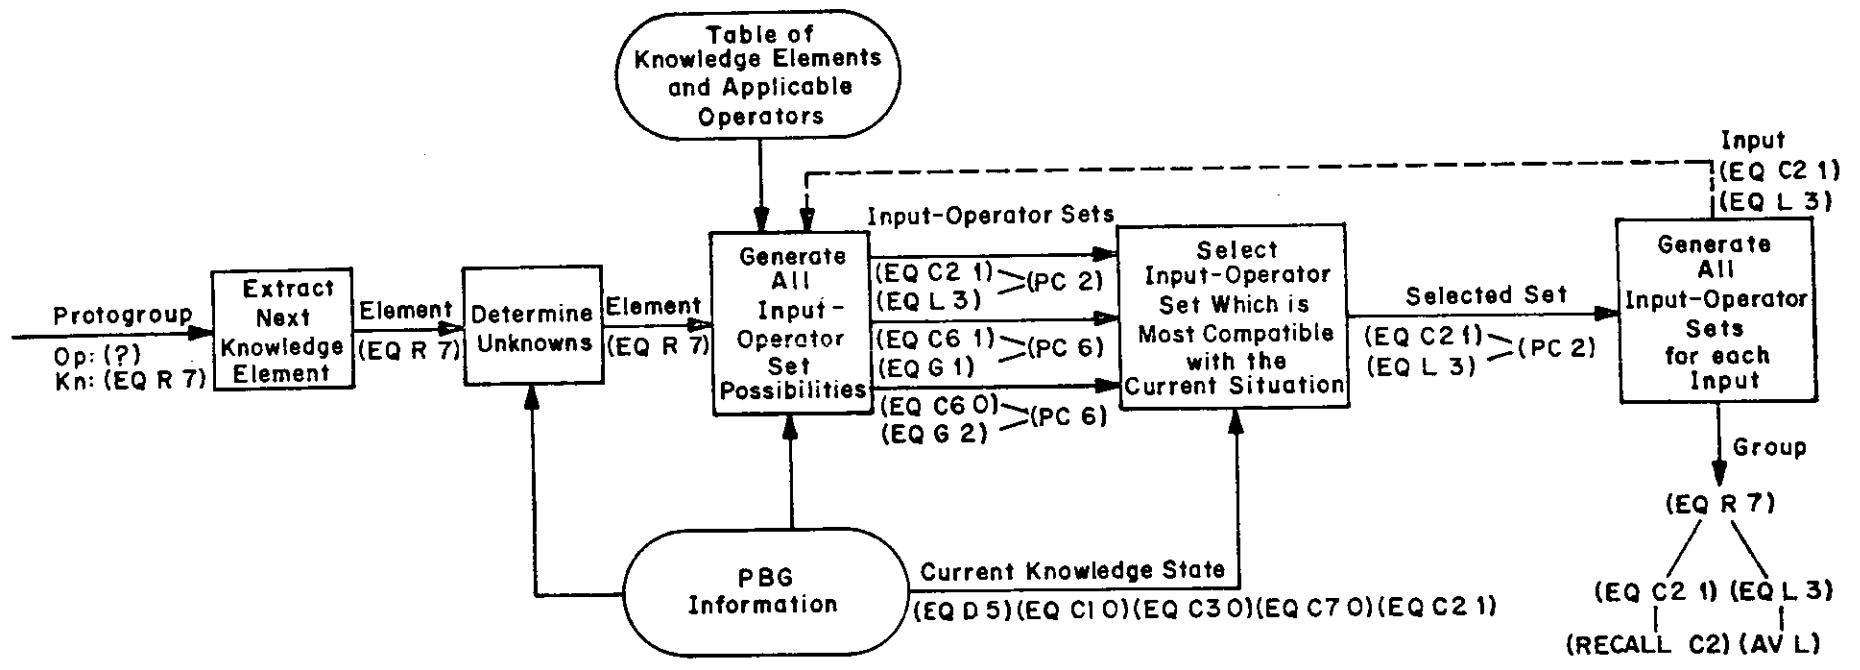 Table of
Knowledge Elements
and Applicable
Operators
Input
(EQ C2 1)
(EQ L 3)
Protogroup
Op: (?)
Kn: (EQ R 7)
Extract
Next
Knowledge
Element
Element
(EQ R 7)
Determine
Unknowns
Element
(EQ R 7)
Generate
All
Input-
Operator
Set
Possibilities
Input-Operator Sets
(EQ C2 1)
(EQ L 3)
(PC 2)
(EQ C6 1)
(EQ G 1)
(PC 6)
(EQ C6 0)
(EQ G 2)
(PC 6)
Select
Input-Operator
Set Which is
Most Compatible
with the
Current Situation
Selected Set
(EQ C2 1)
(EQ L 3)
(PC 2)
Generate
All
Input-Operator
Sets
for each
Input
Group
(EQ R 7)
(EQ C2 1) (EQ L 3)
(RECALL C2) (AV L)
PBG
Information
Current Knowledge State
(EQ D 5) (EQ C1 0) (EQ C3 0) (EQ C7 0) (EQ C2 1)